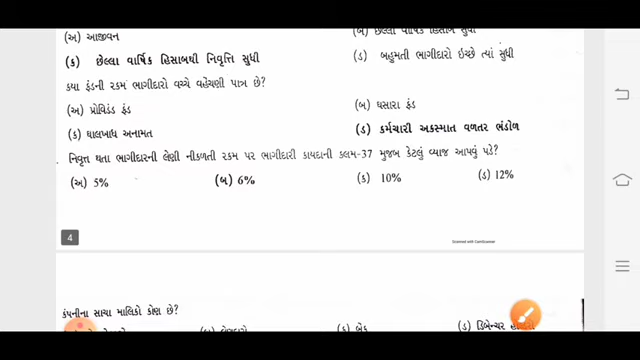 (અ) આજીવન (બ) છેલ્લા વાર્ષિક હિસાબ સુધી
(ક) છેલ્લા વાર્ષિક હિસાબથી નિવૃત્તિ સુધી (ડ) બહુમતી ભાગીદારો ઇચ્છે ત્યાં સુધી
કયા ફંડની રકમ ભાગીદારો વચ્ચે વહેંચણી પાત્ર છે?
(અ) પ્રોવિડંડ ફંડ (બ) ઘસારા ફંડ
(ક) ઘાલખાધ અનામત (ડ) કર્મચારી અકસ્માત વળતર ભંડોળ
નિવૃત્ત થતા ભાગીદારની લેણી નીકળતી રકમ પર ભાગીદારી કાયદાની કલમ-37 મુજબ કેટલું વ્યાજ આપવું પડે?
(અ) 5% (બ) 6% (ક) 10% (ડ) 12%
4
Scanned with CamScanner
કંપનીના સાચા માલિકો કોણ છે?
(બ) લેણદારો (ક) બૅંક (ડ) ડિબેન્ચર